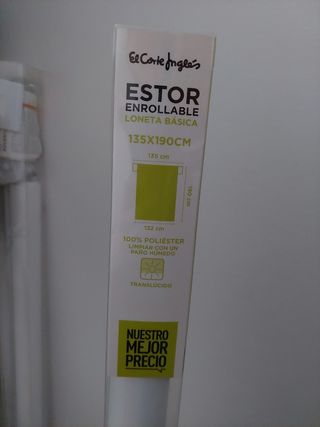 El Corte Inglés
ESTOR
ENROLLABLE
LONETA BÁSICA
135X190CM
135 cm
190 cm
132 cm
100% POLIÉSTER
LIMPIAR CON UN
PAÑO HÚMEDO
TRANSLÚCIDO
NUESTRO
MEJOR
PRECIO